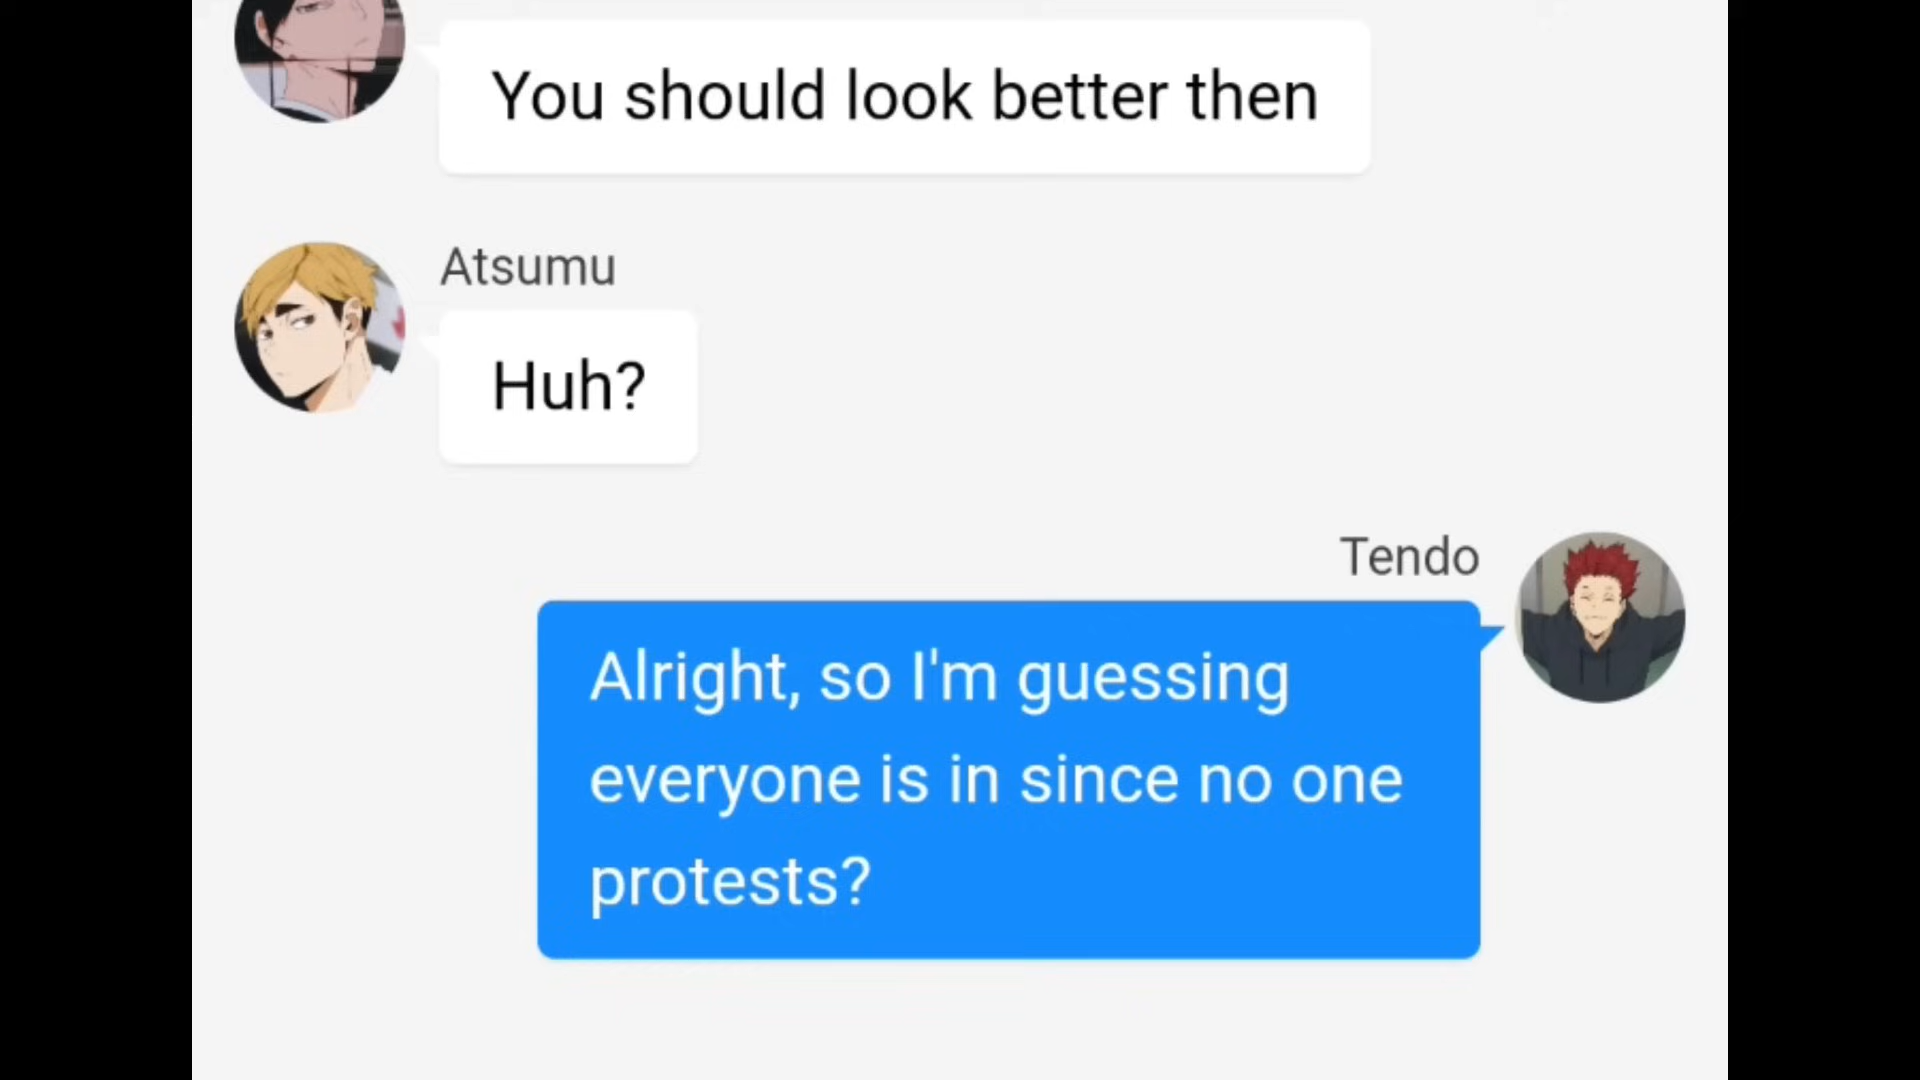 You should look better then
Atsumu
Huh?
Tendo
Alright, so I'm guessing
everyone is in since no one
protests?